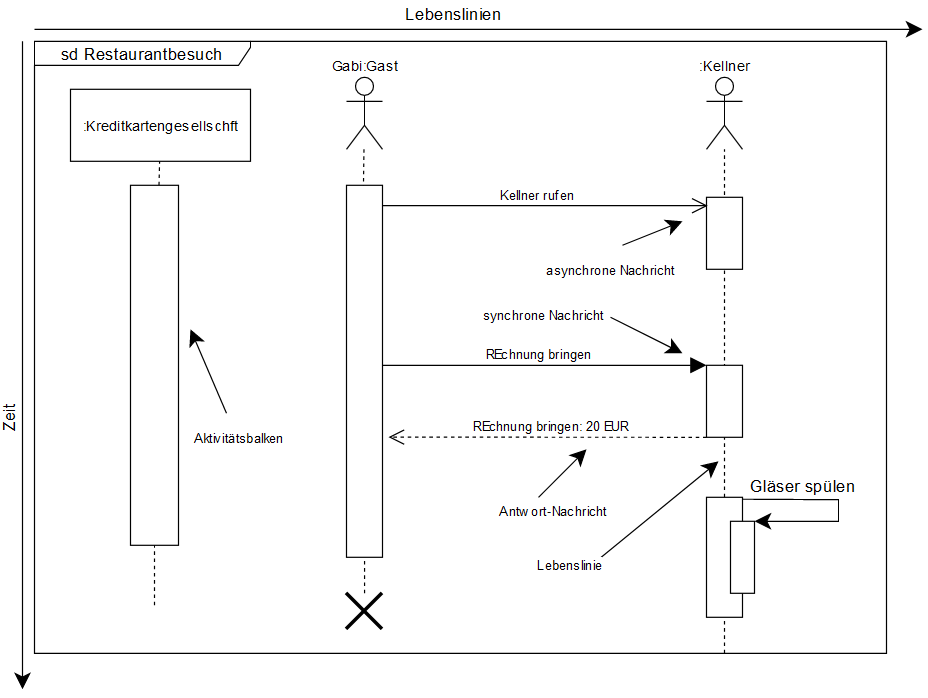 Lebenslinien
sd Restaurantbesuch
Gabi:Gast
:Kellner
:Kreditkartengesellschft
Kellner rufen
asynchrone Nachricht
synchrone Nachricht
REchnung bringen
Zeit
Aktivitätsbalken
REchnung bringen: 20 EUR
Gläser spülen
Antwort-Nachricht
Lebenslinie